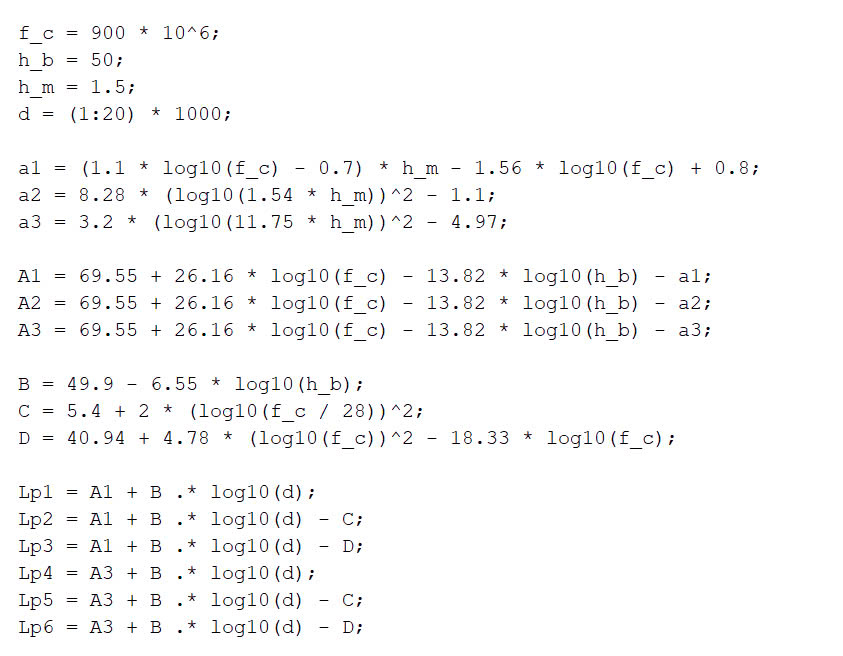 f_c = 900 * 10^6;
h_b = 50;
h_m = 1.5;
d = (1:20) * 1000;

a1 = (1.1 * log10(f_c) - 0.7) * h_m - 1.56 * log10(f_c) + 0.8;
a2 = 8.28 * (log10(1.54 * h_m))^2 - 1.1;
a3 = 3.2 * (log10(11.75 * h_m))^2 - 4.97;

A1 = 69.55 + 26.16 * log10(f_c) - 13.82 * log10(h_b) - a1;
A2 = 69.55 + 26.16 * log10(f_c) - 13.82 * log10(h_b) - a2;
A3 = 69.55 + 26.16 * log10(f_c) - 13.82 * log10(h_b) - a3;

B = 49.9 - 6.55 * log10(h_b);
C = 5.4 + 2 * (log10(f_c / 28))^2;
D = 40.94 + 4.78 * (log10(f_c))^2 - 18.33 * log10(f_c);

Lp1 = A1 + B .* log10(d);
Lp2 = A1 + B .* log10(d) - C;
Lp3 = A1 + B .* log10(d) - D;
Lp4 = A3 + B .* log10(d);
Lp5 = A3 + B .* log10(d) - C;
Lp6 = A3 + B .* log10(d) - D;